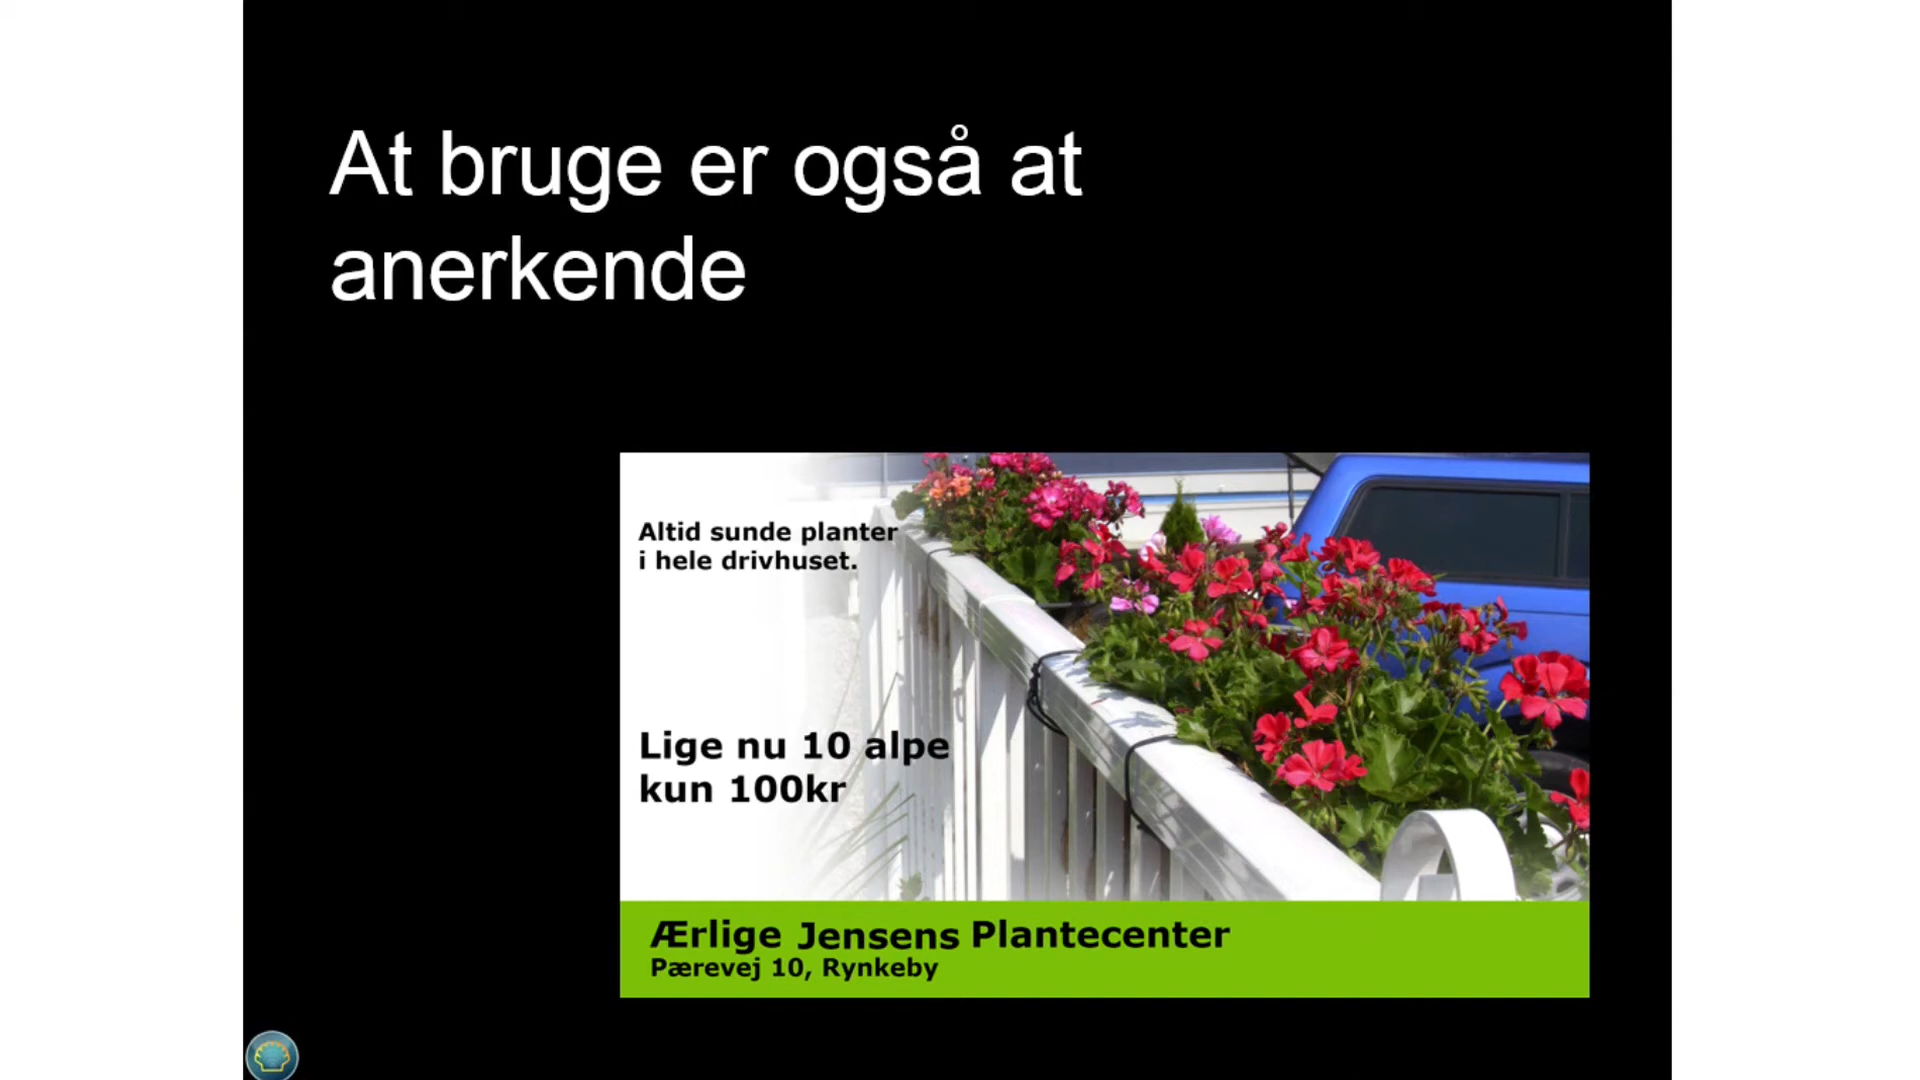 At bruge er også at
anerkende
Altid sunde planter
i hele drivhuset.
Lige nu 10 alpe
kun 100kr
Ærlige Jensens Plantecenter
Pærevej 10, Rynkeby